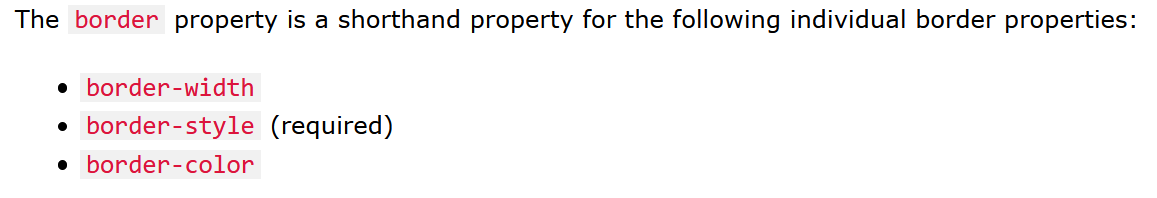 The border property is a shorthand property for the following individual border properties:
• border-width
• border-style (required)
• border-color